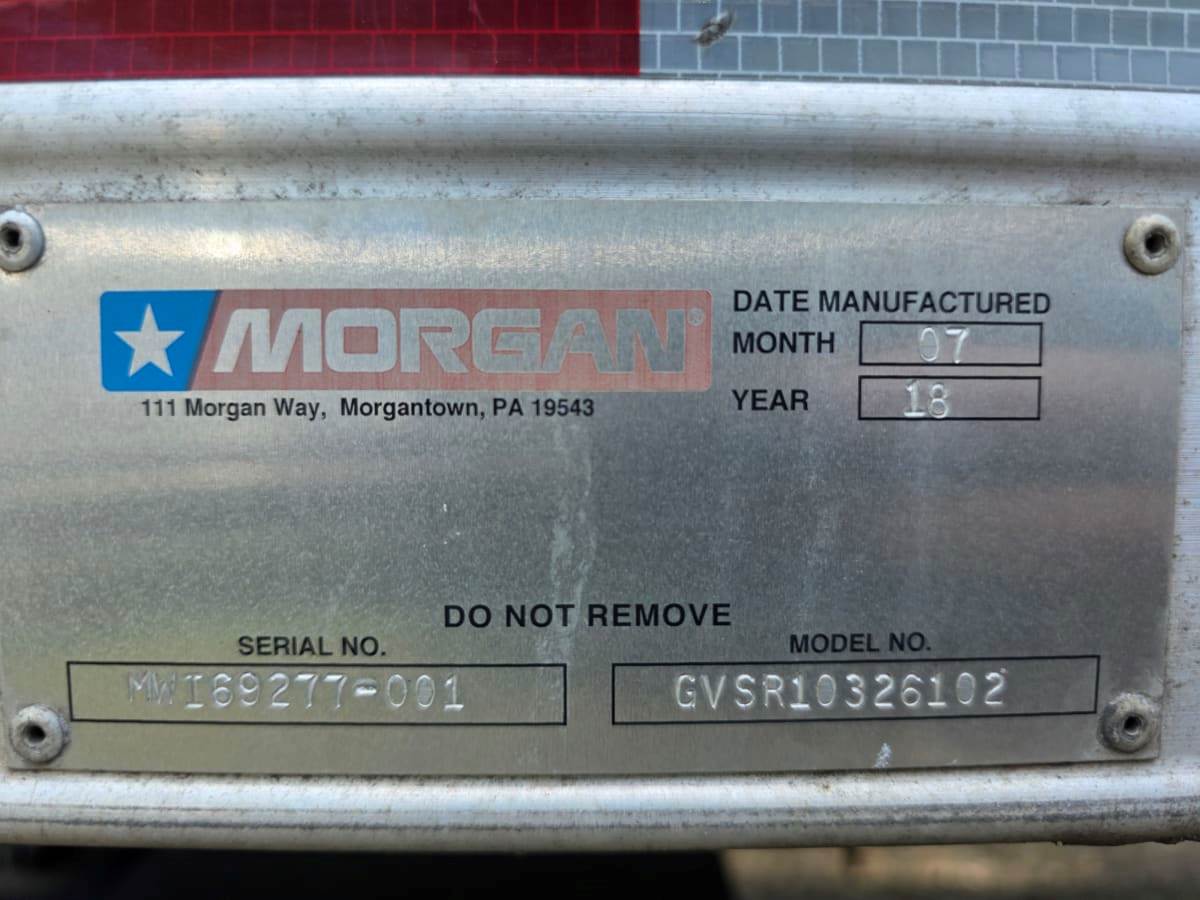 MORGAN®
111 Morgan Way, Morgantown, PA 19543
DATE MANUFACTURED
MONTH 07
YEAR 18
DO NOT REMOVE
SERIAL NO.
MWI69277-001
MODEL NO.
GVSR10326102